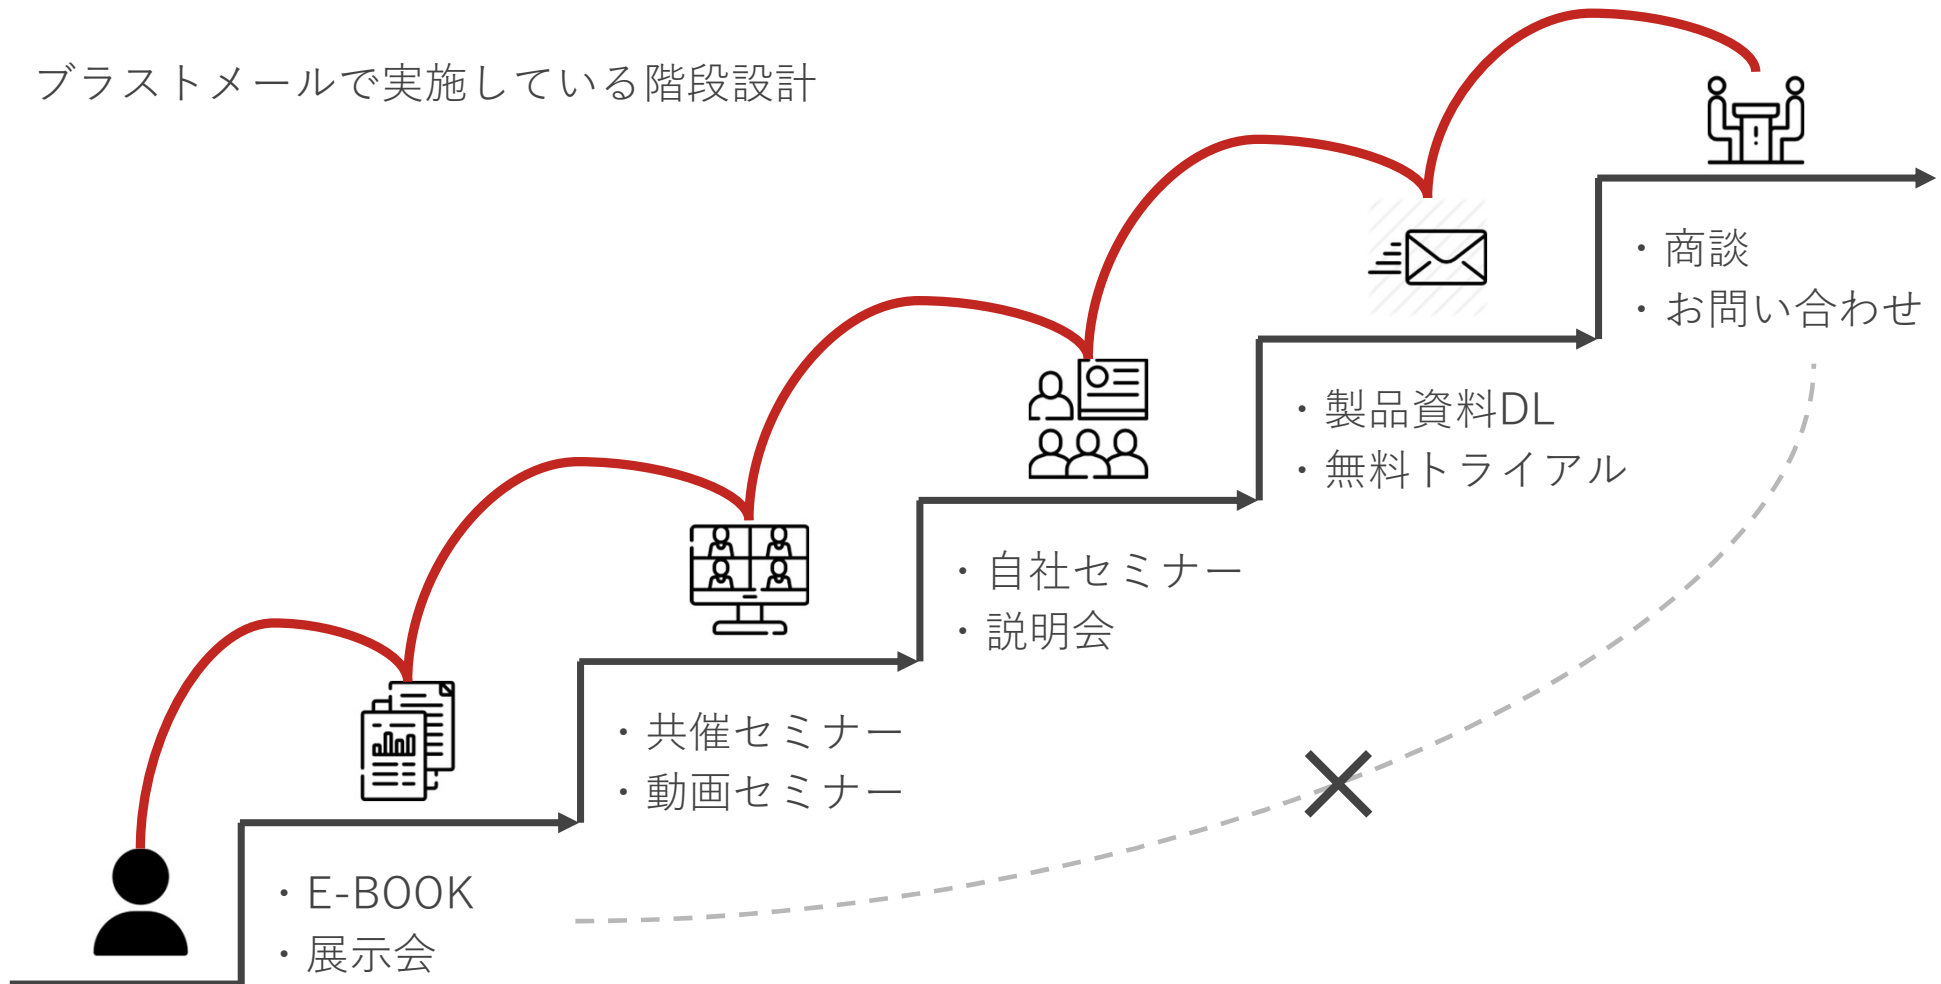 ブラストメールで実施している階段設計
・商談
・お問い合わせ
・製品資料DL
・無料トライアル
・自社セミナー
・説明会
・共催セミナー
・動画セミナー
・E-BOOK
・展示会